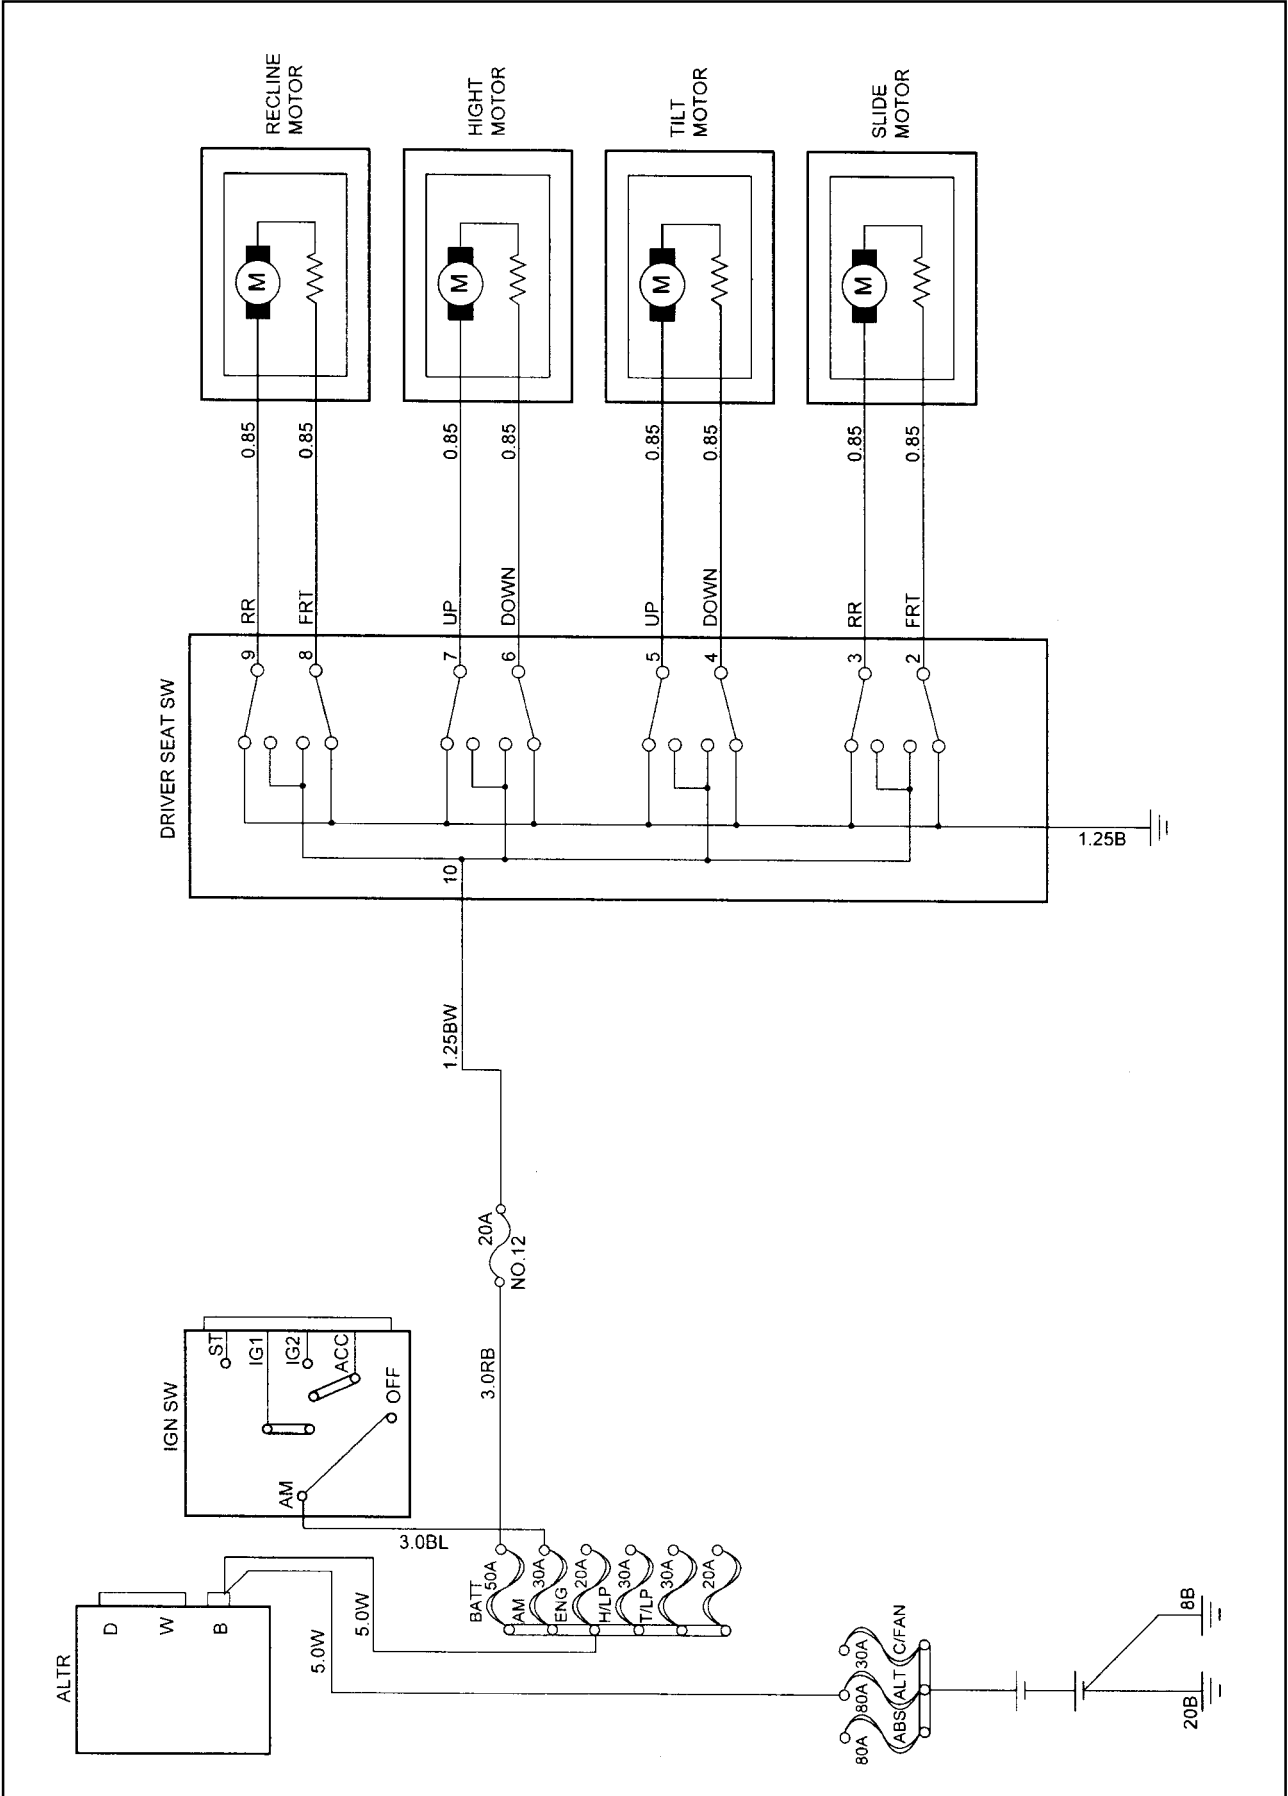 RECLINE
MOTOR
HIGHT
MOTOR
TILT
MOTOR
SLIDE
MOTOR
M
M
M
M
0.85
0.85
0.85
0.85
0.85
0.85
0.85
0.85
RR
FRT
UP
DOWN
UP
DOWN
RR
FRT
9
8
7
6
5
4
3
2
DRIVER SEAT SW
10
1.25B
1.25BW
20A
NO.12
3.0RB
IGN SW
ST
IG1
IG2
ACC
OFF
AM
3.0BL
ALTR
D
W
B
5.0W
5.0W
BATT
50A
AM
30A
ENG
20A
H/LP
30A
T/LP
30A
20A
80A
ABS
80A
ALT
30A
C/FAN
8B
20B